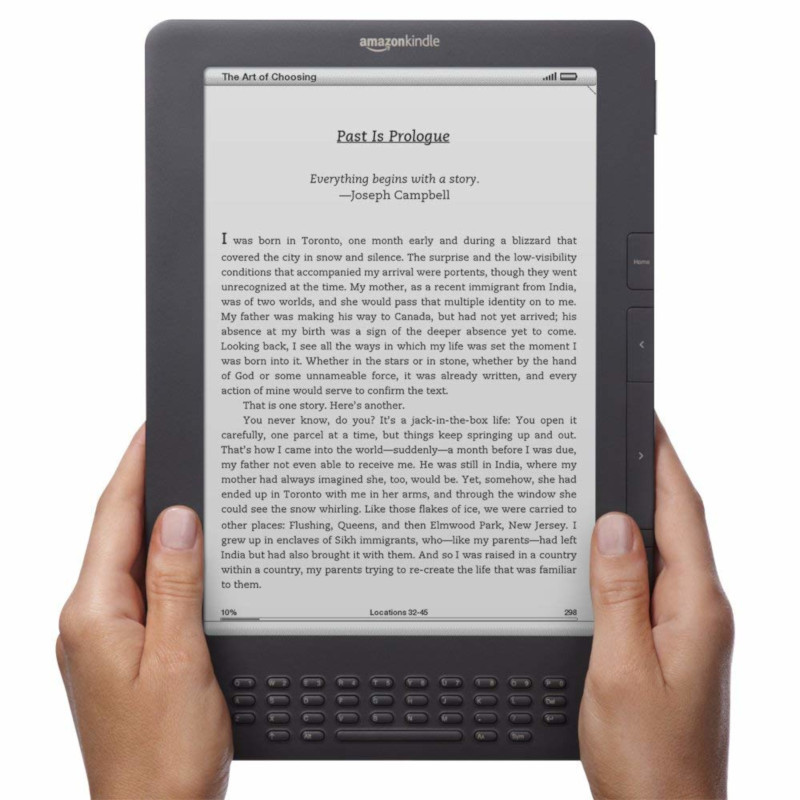 amazonkindle
The Art of Choosing
Past Is Prologue
Everything begins with a story.
—Joseph Campbell
I was born in Toronto, one month early and during a blizzard that
covered the city in snow and silence. The surprise and the low-visibility
conditions that accompanied my arrival were portents, though they went
unrecognized at the time. My mother, as a recent immigrant from India,
was of two worlds, and she would pass that multiple identity on to me.
My father was making his way to Canada, but had not yet arrived; his
absence at my birth was a sign of the deeper absence yet to come.
Looking back, I see all the ways in which my life was set the moment I
was born into it. Whether in the stars or in stone, whether by the hand
of God or some unnameable force, it was already written, and every
action of mine would serve to confirm the text.
That is one story. Here's another.
You never know, do you? It's a jack-in-the-box life: You open it
carefully, one parcel at a time, but things keep springing up and out.
That's how I came into the world—suddenly—a month before I was due,
my father not even able to receive me. He was still in India, where my
mother had always imagined she, too, would be. Yet, somehow, she had
ended up in Toronto with me in her arms, and through the window she
could see the snow whirling. Like those flakes of ice, we were carried to
other places: Flushing, Queens, and then Elmwood Park, New Jersey. I
grew up in enclaves of Sikh immigrants, who—like my parents—had left
India but had also brought it with them. And so I was raised in a country
within a country, my parents trying to re-create the life that was familiar
to them.
10% Locations 32-45 298
Home